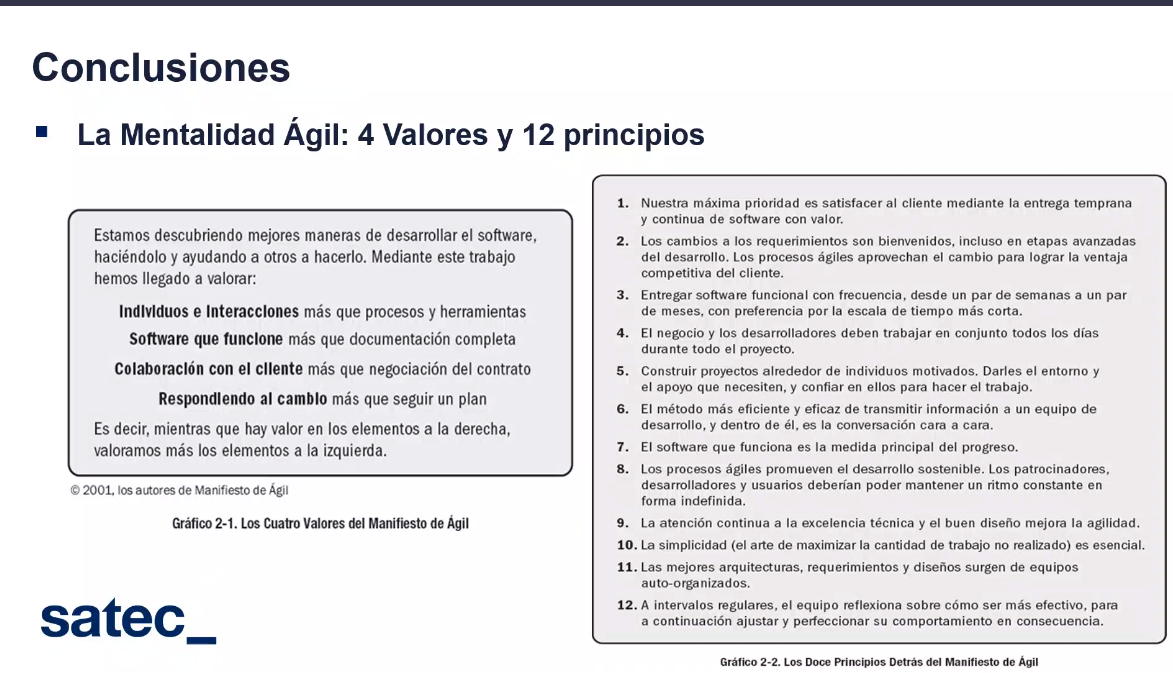 Conclusiones
▪ La Mentalidad Ágil: 4 Valores y 12 principios
Estamos descubriendo mejores maneras de desarrollar el software,
haciéndolo y ayudando a otros a hacerlo. Mediante este trabajo
hemos llegado a valorar:
Individuos e Interacciones más que procesos y herramientas
Software que funcione más que documentación completa
Colaboración con el cliente más que negociación del contrato
Respondiendo al cambio más que seguir un plan
Es decir, mientras que hay valor en los elementos a la derecha,
valoramos más los elementos a la izquierda.
© 2001, los autores de Manifiesto de Ágil
Gráfico 2-1. Los Cuatro Valores del Manifiesto de Ágil
satec_
1. Nuestra máxima prioridad es satisfacer al cliente mediante la entrega temprana
y continua de software con valor.
2. Los cambios a los requerimientos son bienvenidos, incluso en etapas avanzadas
del desarrollo. Los procesos ágiles aprovechan el cambio para lograr la ventaja
competitiva del cliente.
3. Entregar software funcional con frecuencia, desde un par de semanas a un par
de meses, con preferencia por la escala de tiempo más corta.
4. El negocio y los desarrolladores deben trabajar en conjunto todos los días
durante todo el proyecto.
5. Construir proyectos alrededor de individuos motivados. Darles el entorno y
el apoyo que necesiten, y confiar en ellos para hacer el trabajo.
6. El método más eficiente y eficaz de transmitir información a un equipo de
desarrollo, y dentro de él, es la conversación cara a cara.
7. El software que funciona es la medida principal del progreso.
8. Los procesos ágiles promueven el desarrollo sostenible. Los patrocinadores,
desarrolladores y usuarios deberían poder mantener un ritmo constante en
forma indefinida.
9. La atención continua a la excelencia técnica y el buen diseño mejora la agilidad.
10. La simplicidad (el arte de maximizar la cantidad de trabajo no realizado) es esencial.
11. Las mejores arquitecturas, requerimientos y diseños surgen de equipos
auto-organizados.
12. A intervalos regulares, el equipo reflexiona sobre cómo ser más efectivo, para
a continuación ajustar y perfeccionar su comportamiento en consecuencia.
Gráfico 2-2. Los Doce Principios Detrás del Manifiesto de Ágil